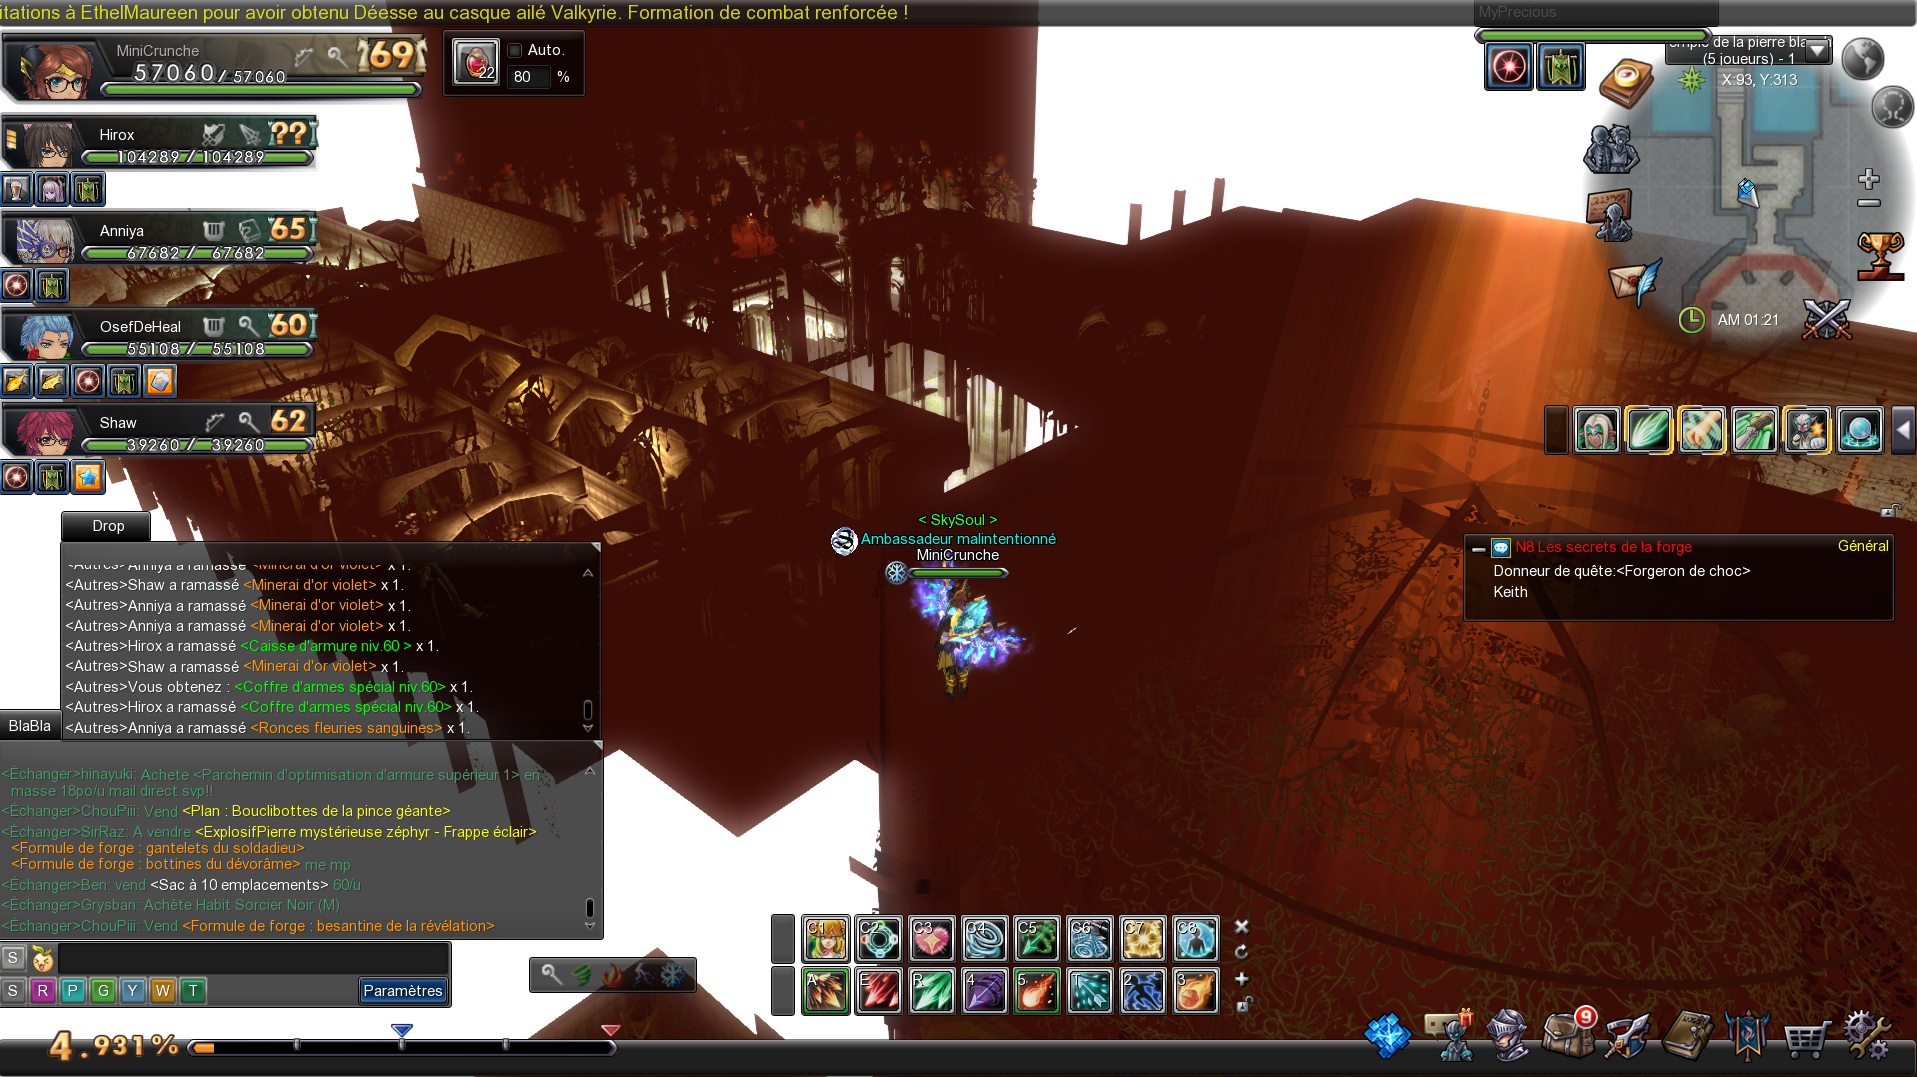 itations à EthelMaureen pour avoir obtenu Déesse au casque ailé Valkyrie. Formation de combat renforcée !
MyPrecious
MiniCrunche
69
57060/57060
22
Auto.
80 %
(5 joueurs) - 1
X:93, Y:313
Hirox
??
104289/104289
Anniya
65
67682/67682
OsefDeHeal
60
55108/55108
Shaw
62
39260/39260
AM 01:21
Drop
<Autres>Anniya a ramassé <Minerai d'or violet> x 1.
<Autres>Shaw a ramassé <Minerai d'or violet> x 1.
<Autres>Anniya a ramassé <Minerai d'or violet> x 1.
<Autres>Anniya a ramassé <Minerai d'or violet> x 1.
<Autres>Hirox a ramassé <Caisse d'armure niv.60 > x 1.
<Autres>Shaw a ramassé <Minerai d'or violet> x 1.
<Autres>Vous obtenez : <Coffre d'armes spécial niv.60> x 1.
<Autres>Hirox a ramassé <Coffre d'armes spécial niv.60> x 1.
<Autres>Anniya a ramassé <Ronces fleuries sanguines> x 1.
BlaBla
<Échanger>hinayuki: Achete <Parchemin d'optimisation d'armure supérieur 1> en
masse 18po/u mail direct svp!!
<Échanger>ChouPiii: Vend <Plan : Bouclibottes de la pince géante>
<Échanger>SirRaz: A vendre <ExplosifPierre mystérieuse zéphyr - Frappe éclair>
<Formule de forge : gantelets du soldadieu>
<Formule de forge : bottines du dévorâme> me mp
<Échanger>Ben: vend <Sac à 10 emplacements> 60/u
<Échanger>Grysban: Achète Habit Sorcier Noir (M)
<Échanger>ChouPiii: Vend <Formule de forge : besantine de la révélation>
S
S R P G Y W T
Paramètres
4.931%
< SkySoul >
Ambassadeur malintentionné
MiniCrunche
N8 Les secrets de la forge
Général
Donneur de quête:<Forgeron de choc>
Keith
C1 C2 C3 C4 C5 C6 C7 C8
A E R 4 5 T 2 3
9